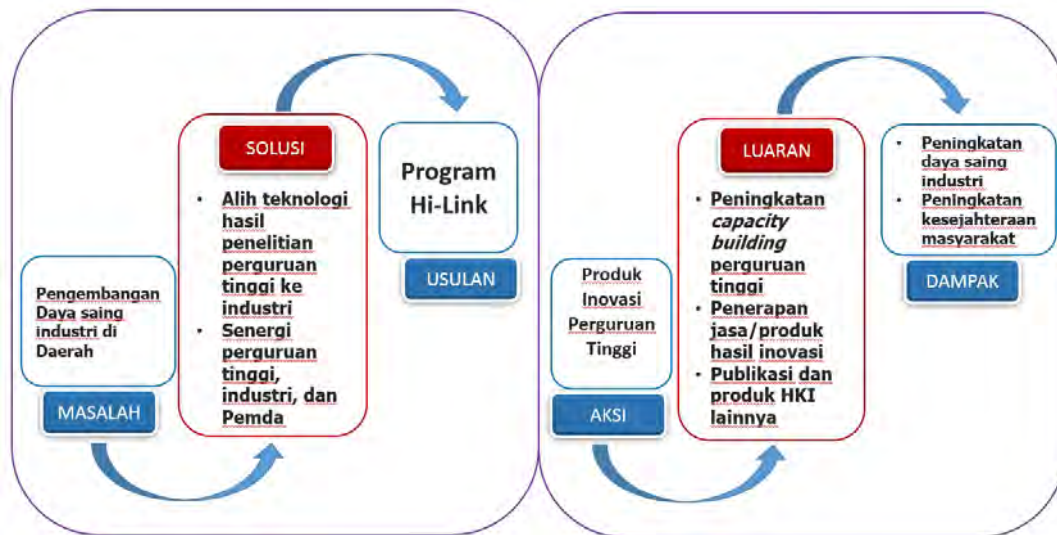 Pengembangan
Daya saing
industri di
Daerah
MASALAH
SOLUSI
• Alih teknologi
hasil
penelitian
perguruan
tinggi ke
industri
• Senergi
perguruan
tinggi,
industri, dan
Pemda
Program
Hi-Link
USULAN
Produk
Inovasi
Perguruan
Tinggi
AKSI
LUARAN
• Peningkatan
capacity
building
perguruan
tinggi
• Penerapan
jasa/produk
hasil inovasi
• Publikasi dan
produk HKI
lainnya
• Peningkatan
daya saing
industri
• Peningkatan
kesejahteraan
masyarakat
DAMPAK